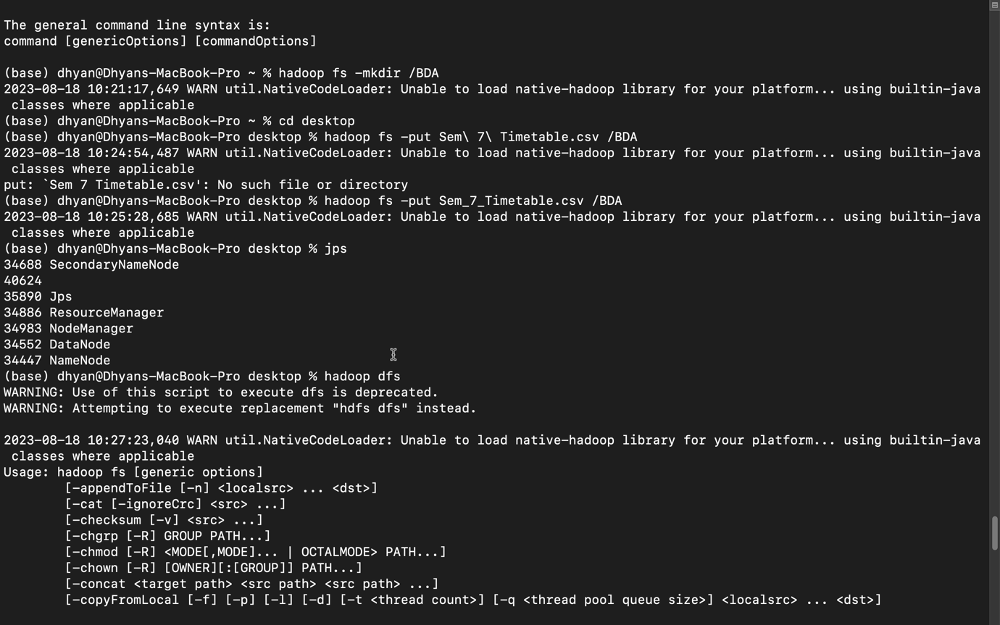 The general command line syntax is:
command [genericOptions] [commandOptions]
(base) dhyan@Dhyans-MacBook-Pro ~ % hadoop fs -mkdir /BDA
2023-08-18 10:21:17,649 WARN util.NativeCodeLoader: Unable to load native-hadoop library for your platform... using builtin-java
classes where applicable
(base) dhyan@Dhyans-MacBook-Pro ~ % cd desktop
(base) dhyan@Dhyans-MacBook-Pro desktop % hadoop fs -put Sem\ 7\ Timetable.csv /BDA
2023-08-18 10:24:54,487 WARN util.NativeCodeLoader: Unable to load native-hadoop library for your platform... using builtin-java
classes where applicable
put: `Sem 7 Timetable.csv': No such file or directory
(base) dhyan@Dhyans-MacBook-Pro desktop % hadoop fs -put Sem_7_Timetable.csv /BDA
2023-08-18 10:25:28,685 WARN util.NativeCodeLoader: Unable to load native-hadoop library for your platform... using builtin-java
classes where applicable
(base) dhyan@Dhyans-MacBook-Pro desktop % jps
34688 SecondaryNameNode
40624
35890 Jps
34886 ResourceManager
34983 NodeManager
34552 DataNode
34447 NameNode
(base) dhyan@Dhyans-MacBook-Pro desktop % hadoop dfs
WARNING: Use of this script to execute dfs is deprecated.
WARNING: Attempting to execute replacement "hdfs dfs" instead.
2023-08-18 10:27:23,040 WARN util.NativeCodeLoader: Unable to load native-hadoop library for your platform... using builtin-java
classes where applicable
Usage: hadoop fs [generic options]
[-appendToFile [-n] <localsrc> ... <dst>]
[-cat [-ignoreCrc] <src> ...]
[-checksum [-v] <src> ...]
[-chgrp [-R] GROUP PATH...]
[-chmod [-R] <MODE[,MODE]... | OCTALMODE> PATH...]
[-chown [-R] [OWNER][:[GROUP]] PATH...]
[-concat <target path> <src path> <src path> ...]
[-copyFromLocal [-f] [-p] [-l] [-d] [-t <thread count>] [-q <thread pool queue size>] <localsrc> ... <dst>]